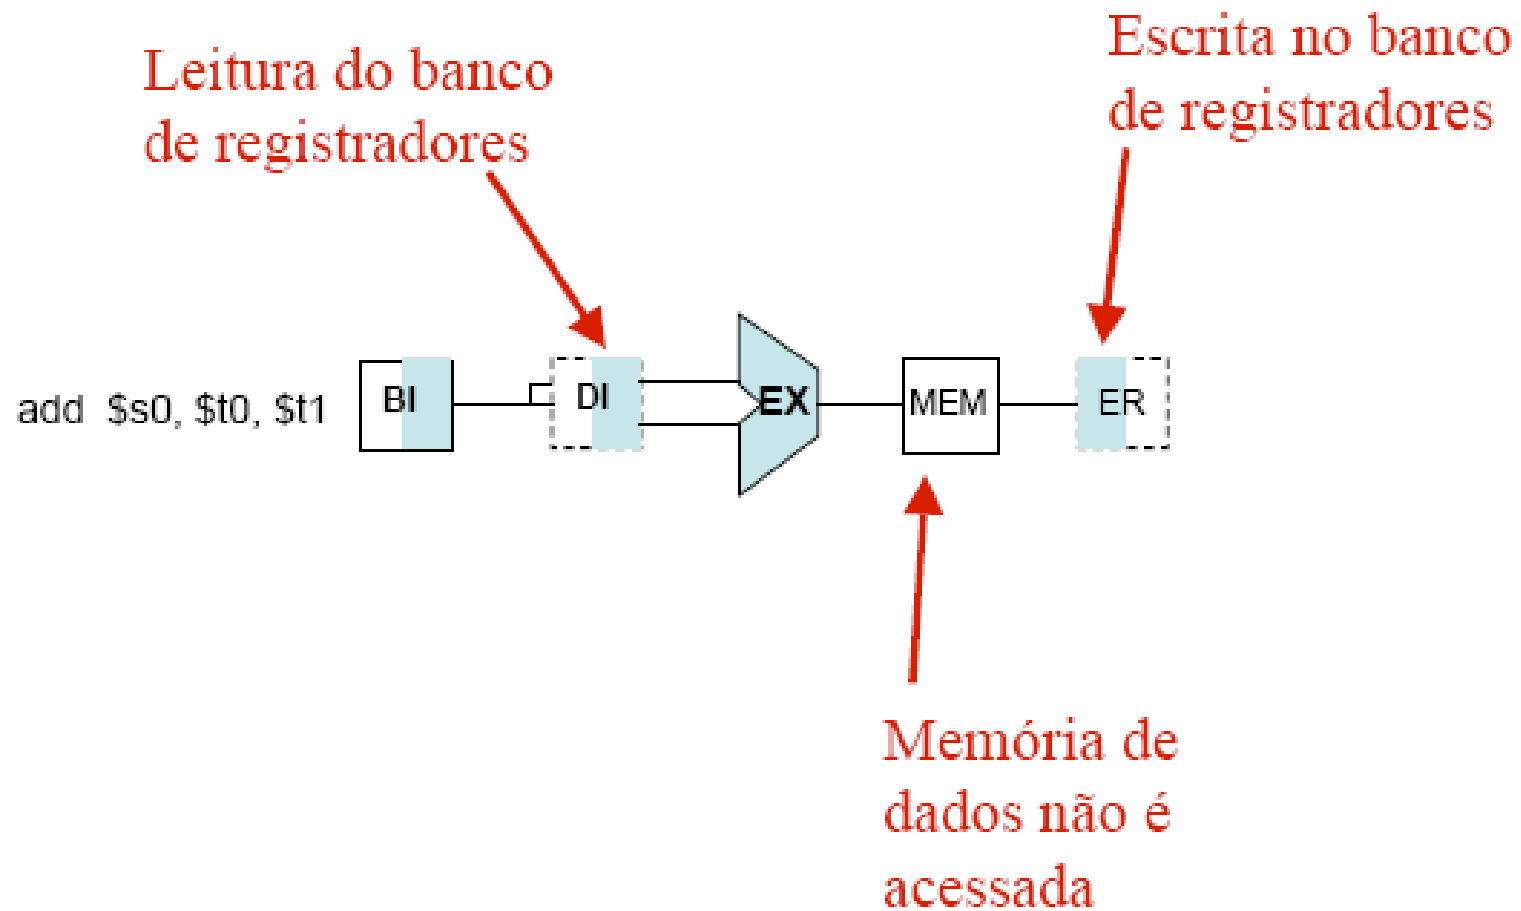 Leitura do banco
de registradores
Escrita no banco
de registradores
add $s0, $t0, $t1
BI
DI
EX
MEM
ER
Memória de
dados não é
acessada